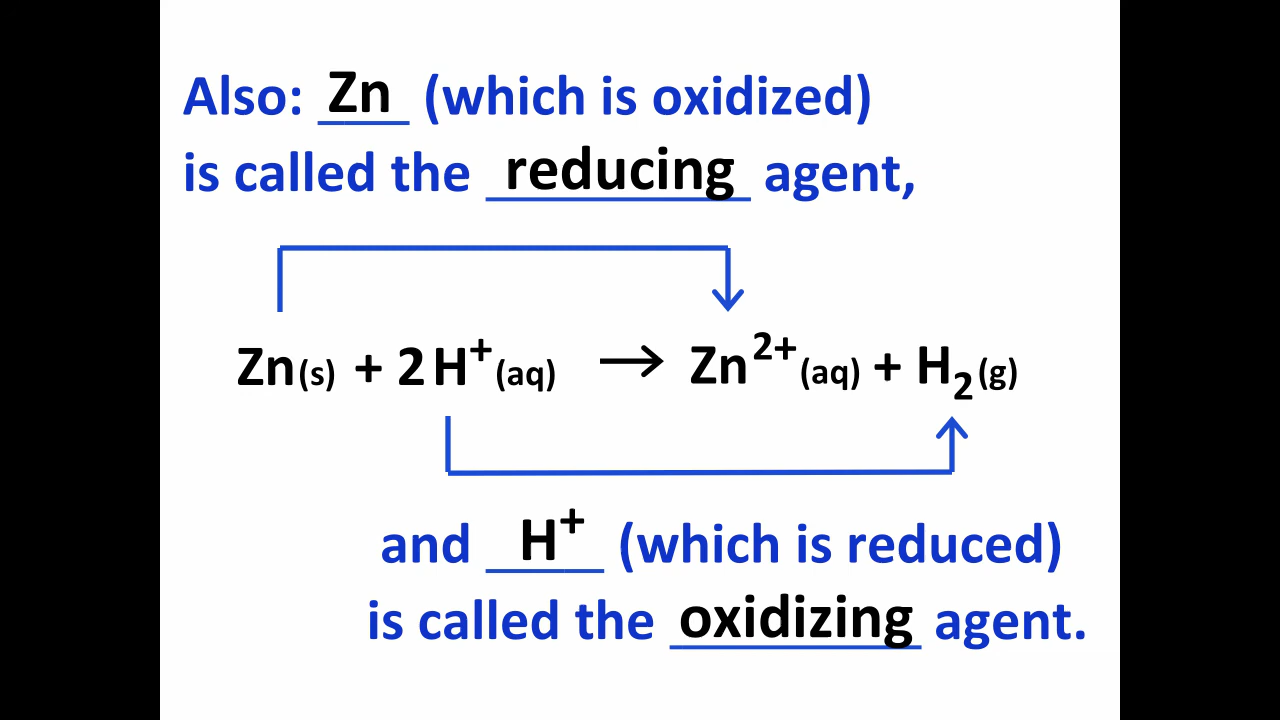 Also: Zn (which is oxidized)
is called the reducing agent,
Zn(s) + 2H⁺(aq) → Zn²⁺(aq) + H₂(g)
and H⁺ (which is reduced)
is called the oxidizing agent.